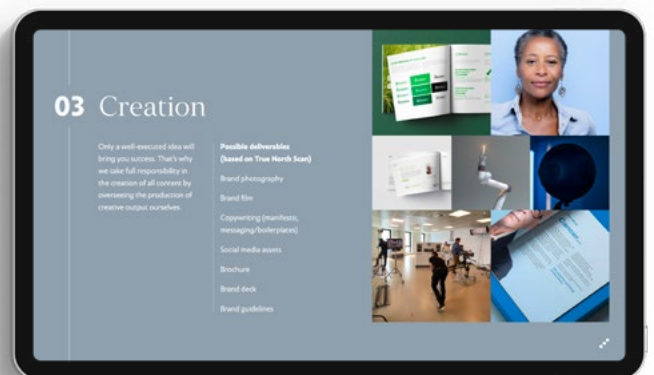 03 Creation
Only a well-executed idea will
bring you success. That's why
we take full responsibility in
the creation of all content by
overseeing the production of
creative output ourselves.
Possible deliverables
(based on True North Scan)
Brand photography
Brand film
Copywriting (manifests,
messaging/boilerplaces)
Social media assets
Brochure
Brand deck
Brand guidelines